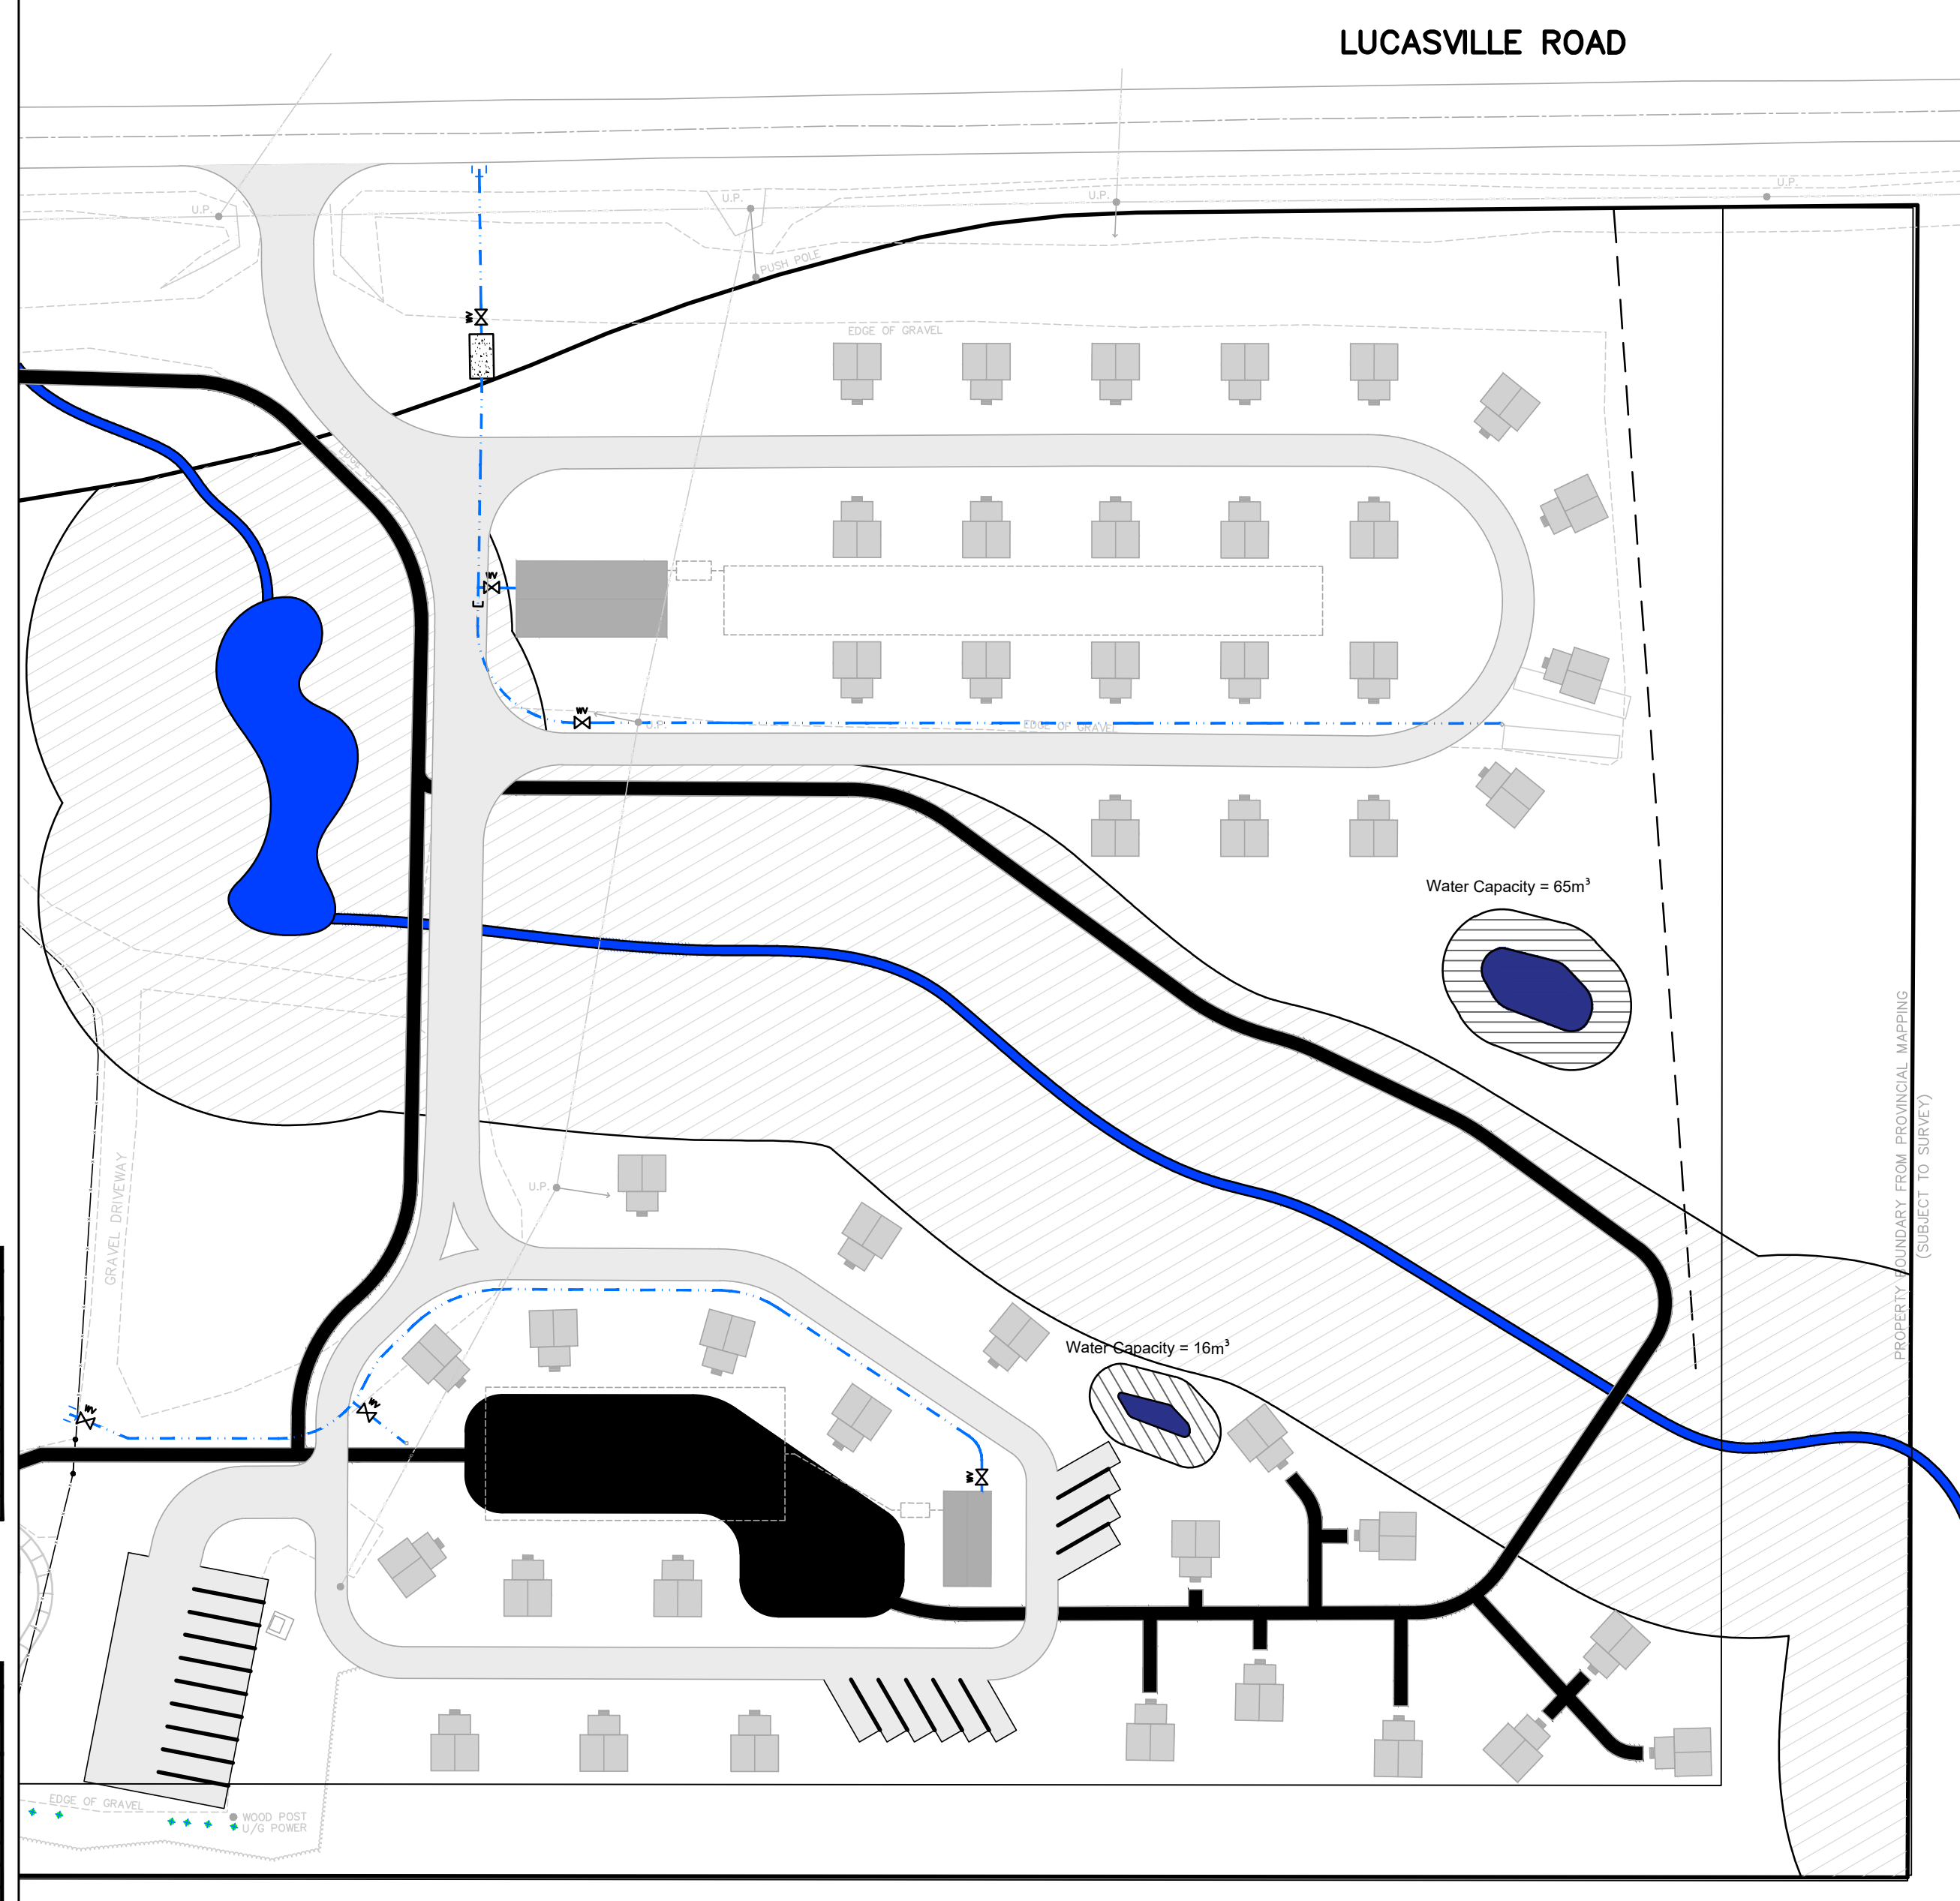 LUCASVILLE ROAD
U.P.
U.P.
U.P.
U.P.
PUSH POLE
WV
EDGE OF GRAVEL
WV
WV
U.P.
EDGE OF GRAVEL
Water Capacity = 65m³
PROPERTY BOUNDARY FROM PROVINCIAL MAPPING
(SUBJECT TO SURVEY)
GRAVEL DRIVEWAY
U.P.
Water Capacity = 16m³
WV
WV
WV
EDGE OF GRAVEL
WOOD POST
U/G POWER